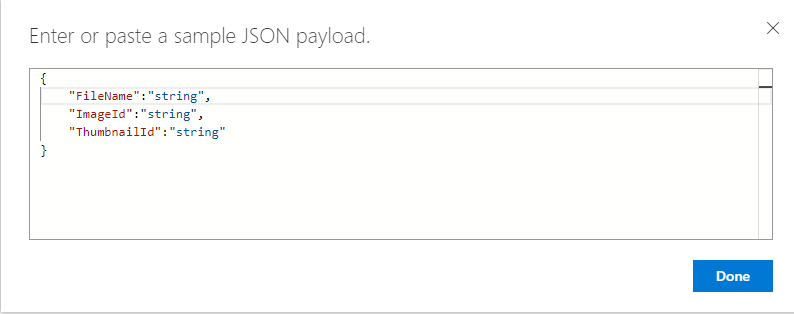 Enter or paste a sample JSON payload.
{
"FileName":"string",
"ImageId":"string",
"ThumbnailId":"string"
}
Done